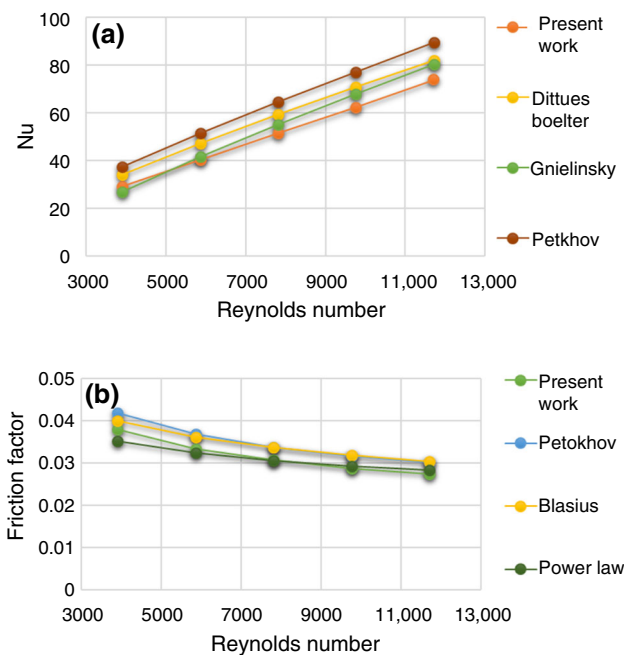 (a)
100
80
60
40
20
0
Nu
3000 5000 7000 9000 11,000 13,000
Reynolds number
Present
work
Dittues
boelter
Gnielinsky
Petkhov
(b)
0.05
0.04
0.03
0.02
0.01
0
Friction factor
3000 5000 7000 9000 11,000 13,000
Reynolds number
Present
work
Petokhov
Blasius
Power law